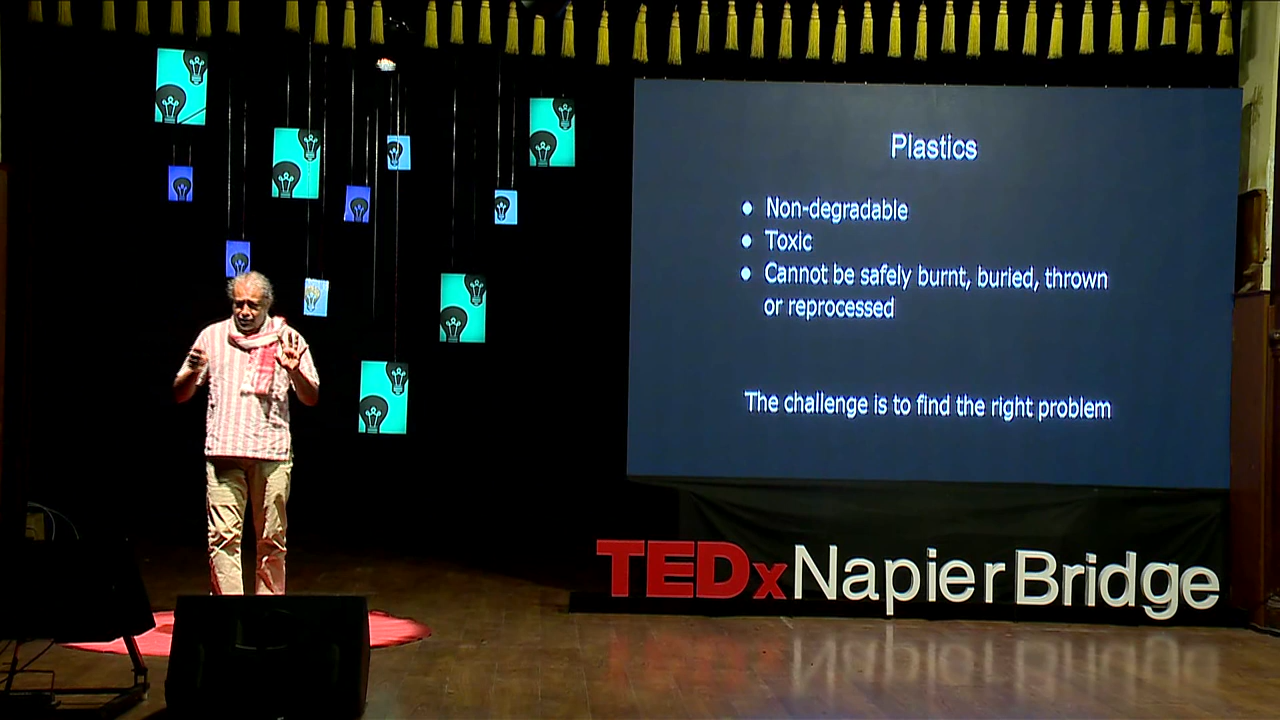 Plastics
● Non-degradable
● Toxic
● Cannot be safely burnt, buried, thrown
or reprocessed
The challenge is to find the right problem
TEDxNapierBridge